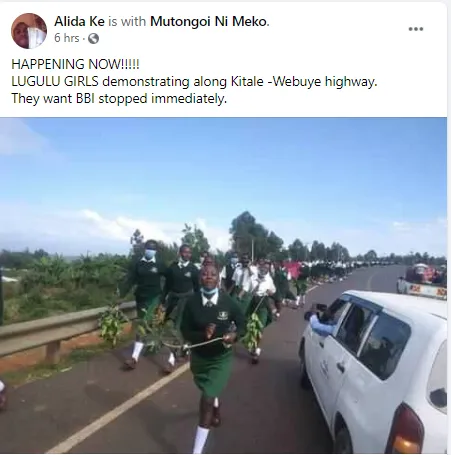 Alida Ke is with Mutongoi Ni Meko.
6 hrs ·
HAPPENING NOW!!!!!
LUGULU GIRLS demonstrating along Kitale -Webuye highway.
They want BBI stopped immediately.